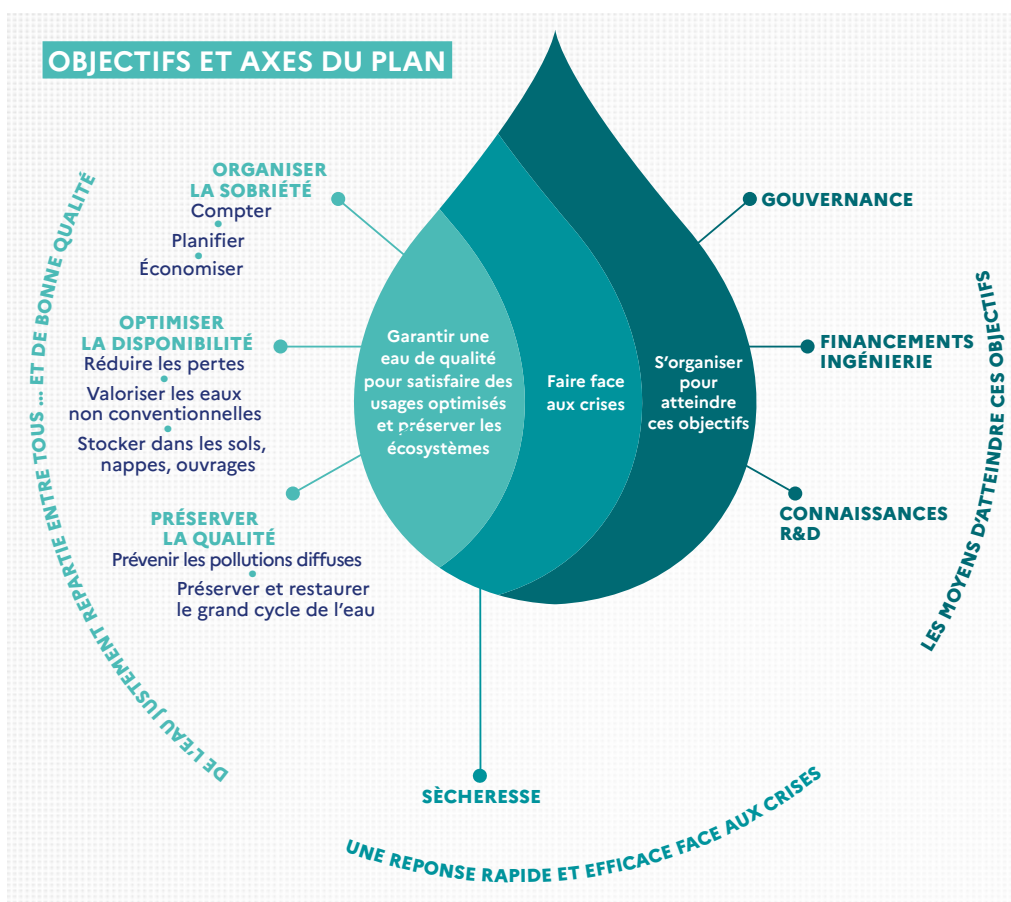 OBJECTIFS ET AXES DU PLAN
ORGANISER
LA SOBRIÉTÉ
Compter
Planifier
Économiser
OPTIMISER
LA DISPONIBILITÉ
Réduire les pertes
Valoriser les eaux
non conventionnelles
Stocker dans les sols,
nappes, ouvrages
PRÉSERVER
LA QUALITÉ
Prévenir les pollutions diffuses
Préserver et restaurer
le grand cycle de l'eau
DE L'EAU JUSTEMENT REPARTIE ENTRE TOUS ... ET DE BONNE QUALITÉ
Garantir une
eau de qualité
pour satisfaire des
usages optimisés
et préserver les
écosystèmes
Faire face
aux crises
S'organiser
pour
atteindre
ces objectifs
GOUVERNANCE
FINANCEMENTS
INGÉNIERIE
CONNAISSANCES
R&D
LES MOYENS D'ATTEINDRE CES OBJECTIFS
SÈCHERESSE
UNE REPONSE RAPIDE ET EFFICACE FACE AUX CRISES